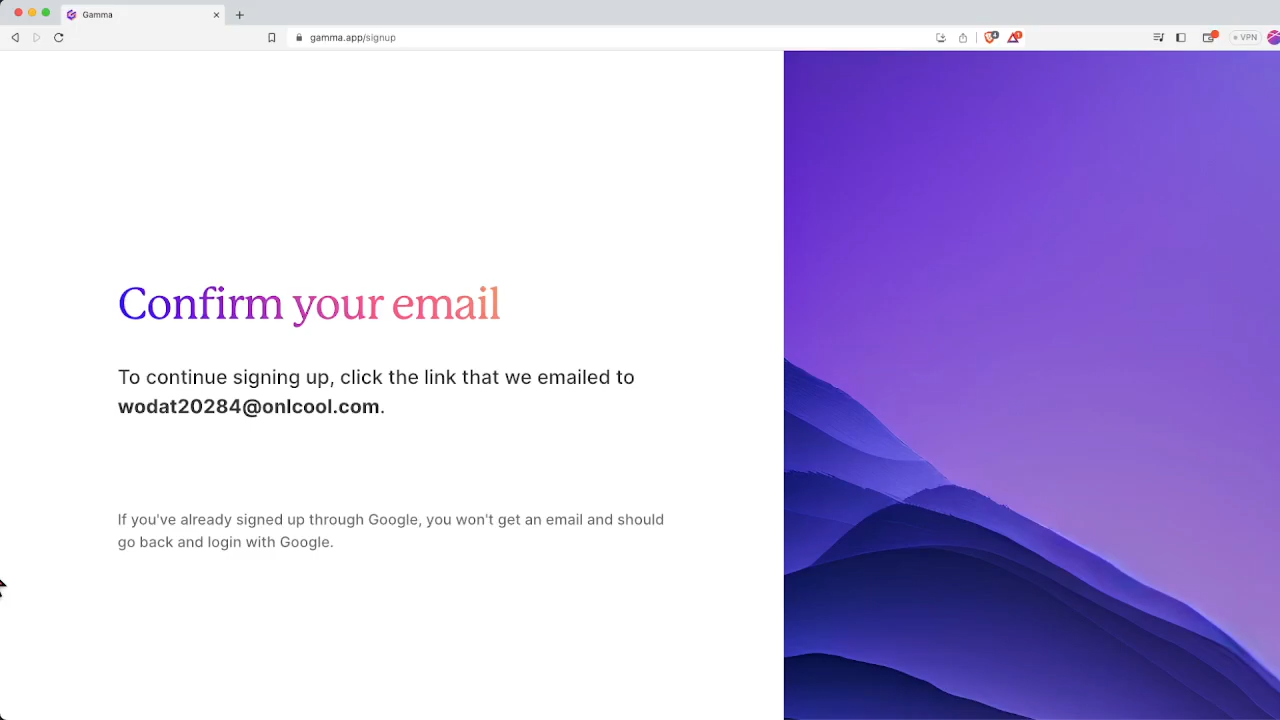 Gamma
gamma.app/signup
4
1
VPN
Confirm your email
To continue signing up, click the link that we emailed to
wodat20284@onlcool.com.
If you've already signed up through Google, you won't get an email and should
go back and login with Google.